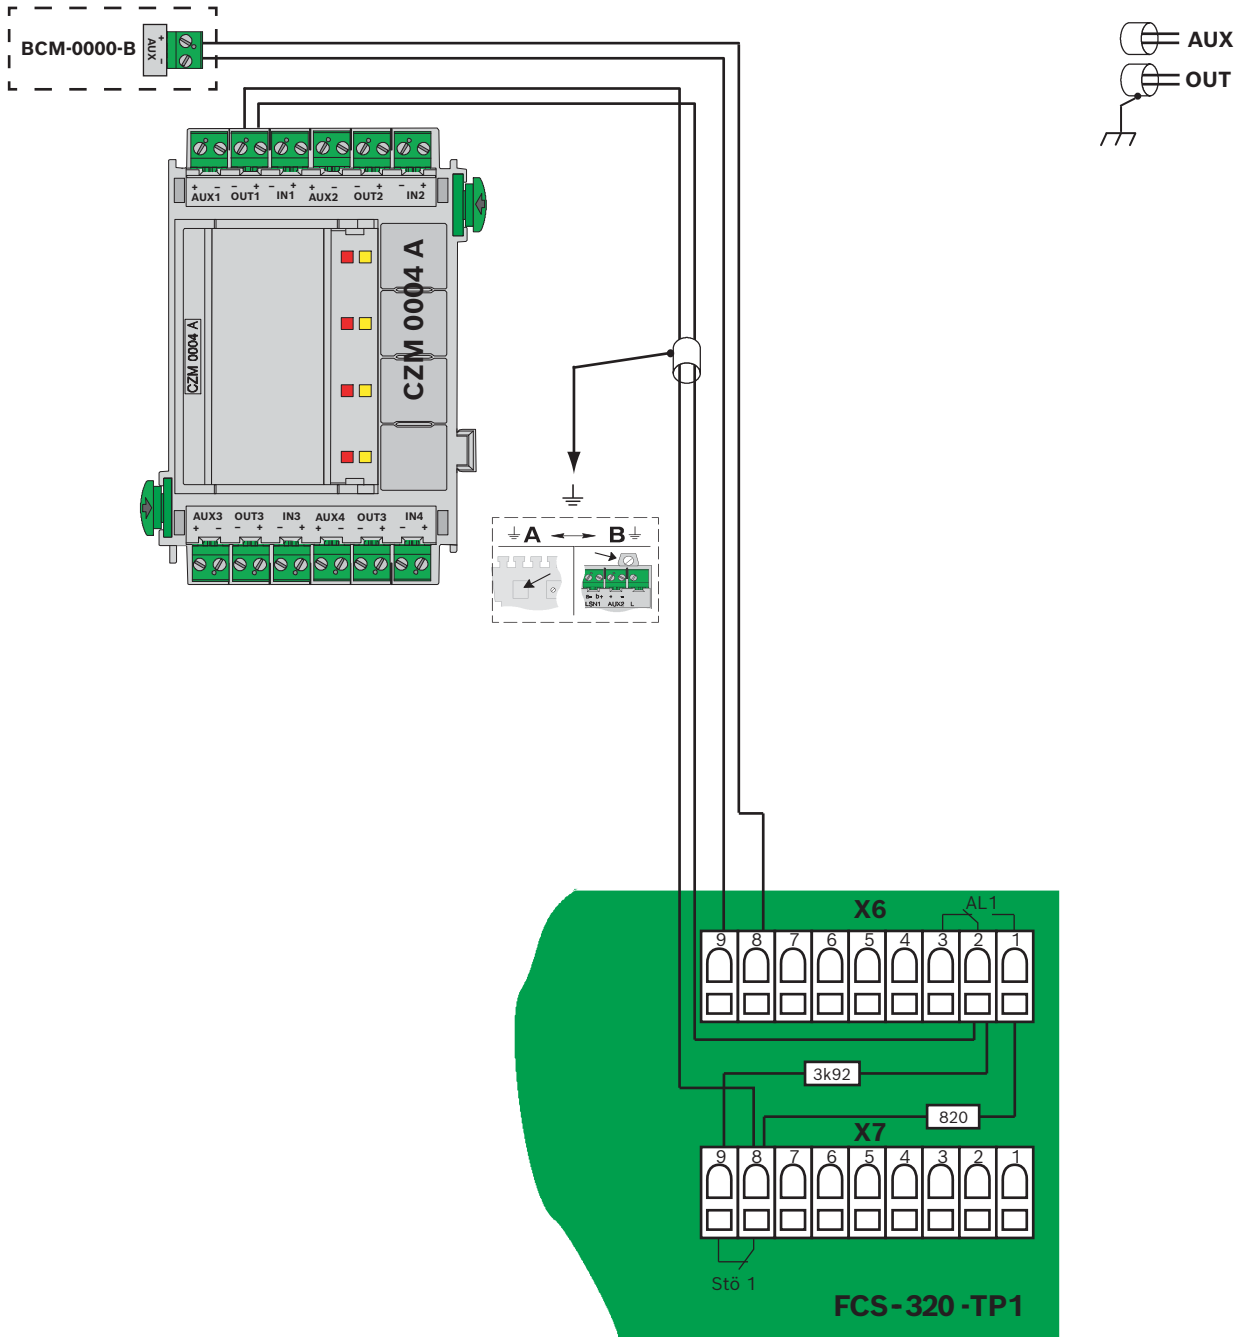 BCM-0000-B
+ AUX −
AUX
OUT
+ − − + − + + − − + − +
AUX1 OUT1 IN1 AUX2 OUT2 IN2
CZM 0004 A
CZM 0004 A
AUX3 OUT3 IN3 AUX4 OUT3 IN4
+ − − + − + + − − + − +
A B
a- b+ + −
LSN1 AUX2 L
X6
AL1
9 8 7 6 5 4 3 2 1
3k92
820
X7
9 8 7 6 5 4 3 2 1
Stö 1
FCS-320 -TP1